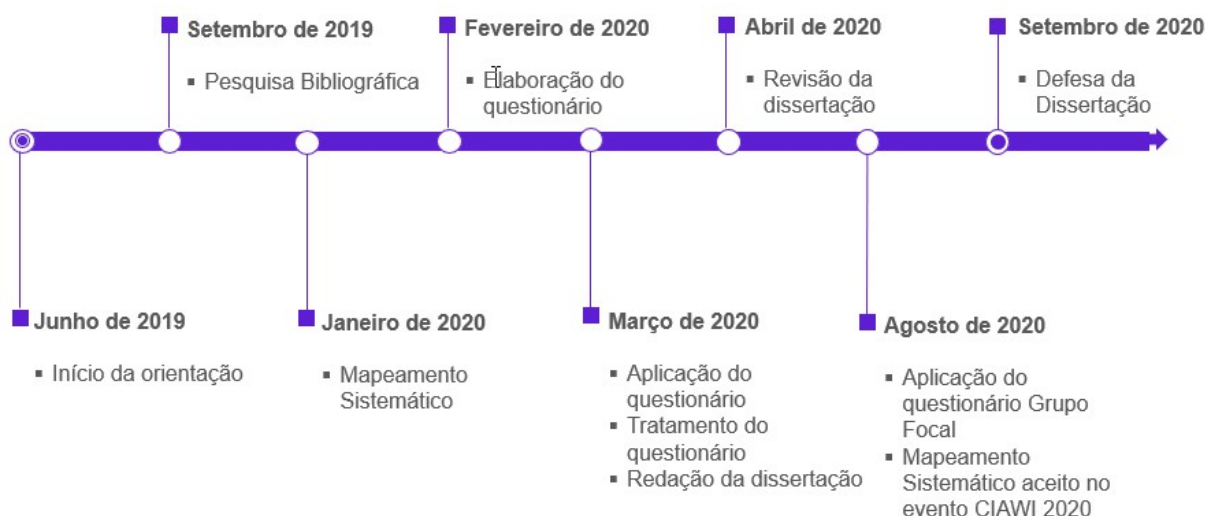 Setembro de 2019
▪ Pesquisa Bibliográfica
Fevereiro de 2020
▪ Elaboração do
questionário
Abril de 2020
▪ Revisão da
dissertação
Setembro de 2020
▪ Defesa da
Dissertação
Junho de 2019
▪ Início da orientação
Janeiro de 2020
▪ Mapeamento
Sistemático
Março de 2020
▪ Aplicação do
questionário
▪ Tratamento do
questionário
▪ Redação da dissertação
Agosto de 2020
▪ Aplicação do
questionário Grupo
Focal
▪ Mapeamento
Sistemático aceito no
evento CIAWI 2020